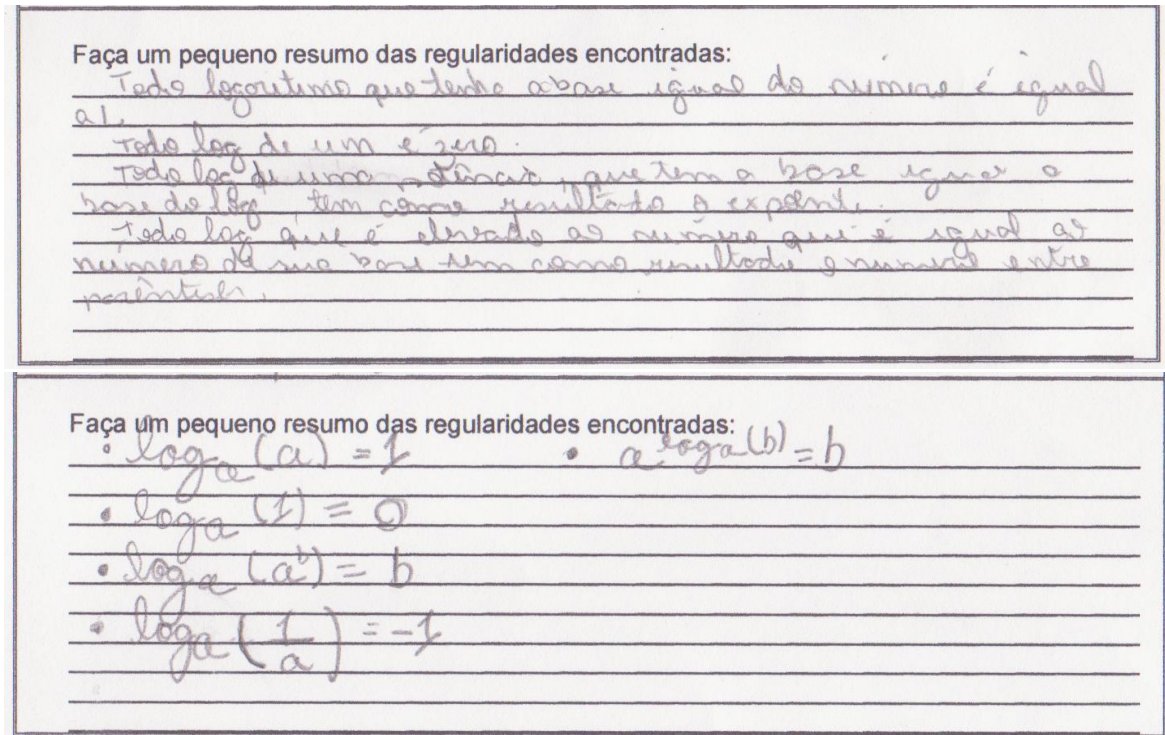 Faça um pequeno resumo das regularidades encontradas:
Todo logoritimo que tenha a base igual do número é igual
a 1.
Todo log de um é zero.
Todo log de uma potência, que tem a base igual a
base do log, tem como resultado o expoente.
Todo log que é elevado ao número que é igual ao
número da sua base tem como resultado o número entre
parêntisis.
Faça um pequeno resumo das regularidades encontradas:
• logₐ (a) = 1 • a^logₐ(b) = b
• logₐ (1) = 0
• logₐ (a^b) = b
• logₐ (1/a) = -1